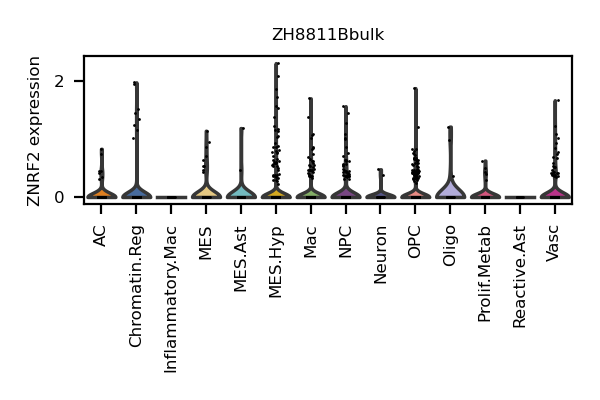 ZH8811Bbulk
ZNRF2 expression
2
0
AC
Chromatin.Reg
Inflammatory.Mac
MES
MES.Ast
MES.Hyp
Mac
NPC
Neuron
OPC
Oligo
Prolif.Metab
Reactive.Ast
Vasc